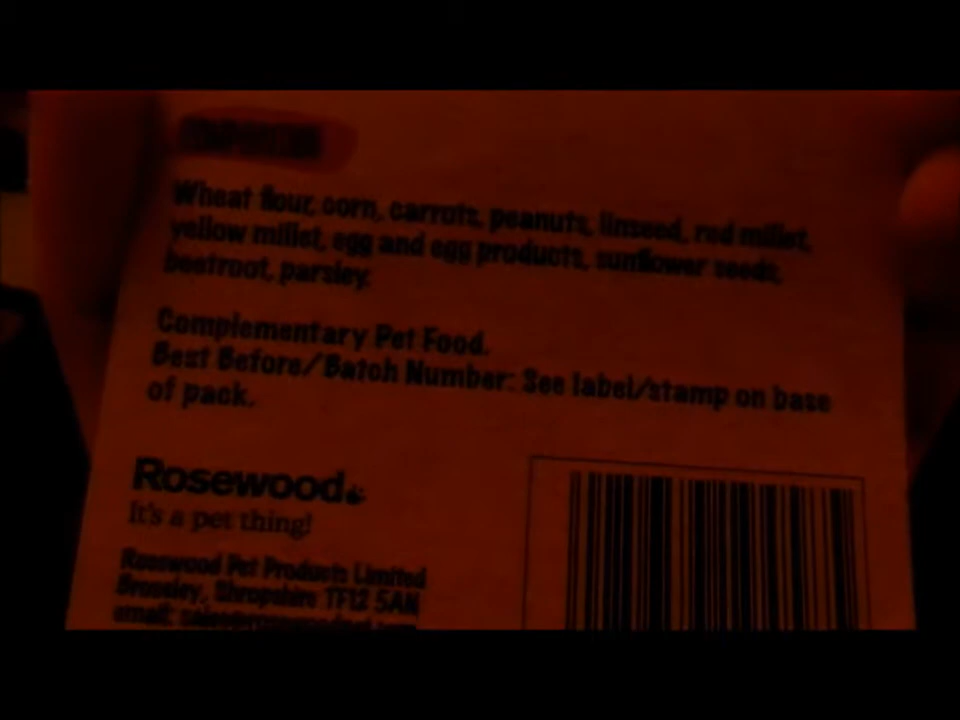 Wheat flour, corn, carrots, peanuts, linseed, red millet,
yellow millet, egg and egg products, sunflower seeds,
beetroot, parsley.
Complementary Pet Food.
Best Before/Batch Number: See label/stamp on base
of pack.
Rosewood
It's a pet thing!
Rosewood Pet Products Limited
Broseley, Shropshire TF12 5AN
email: